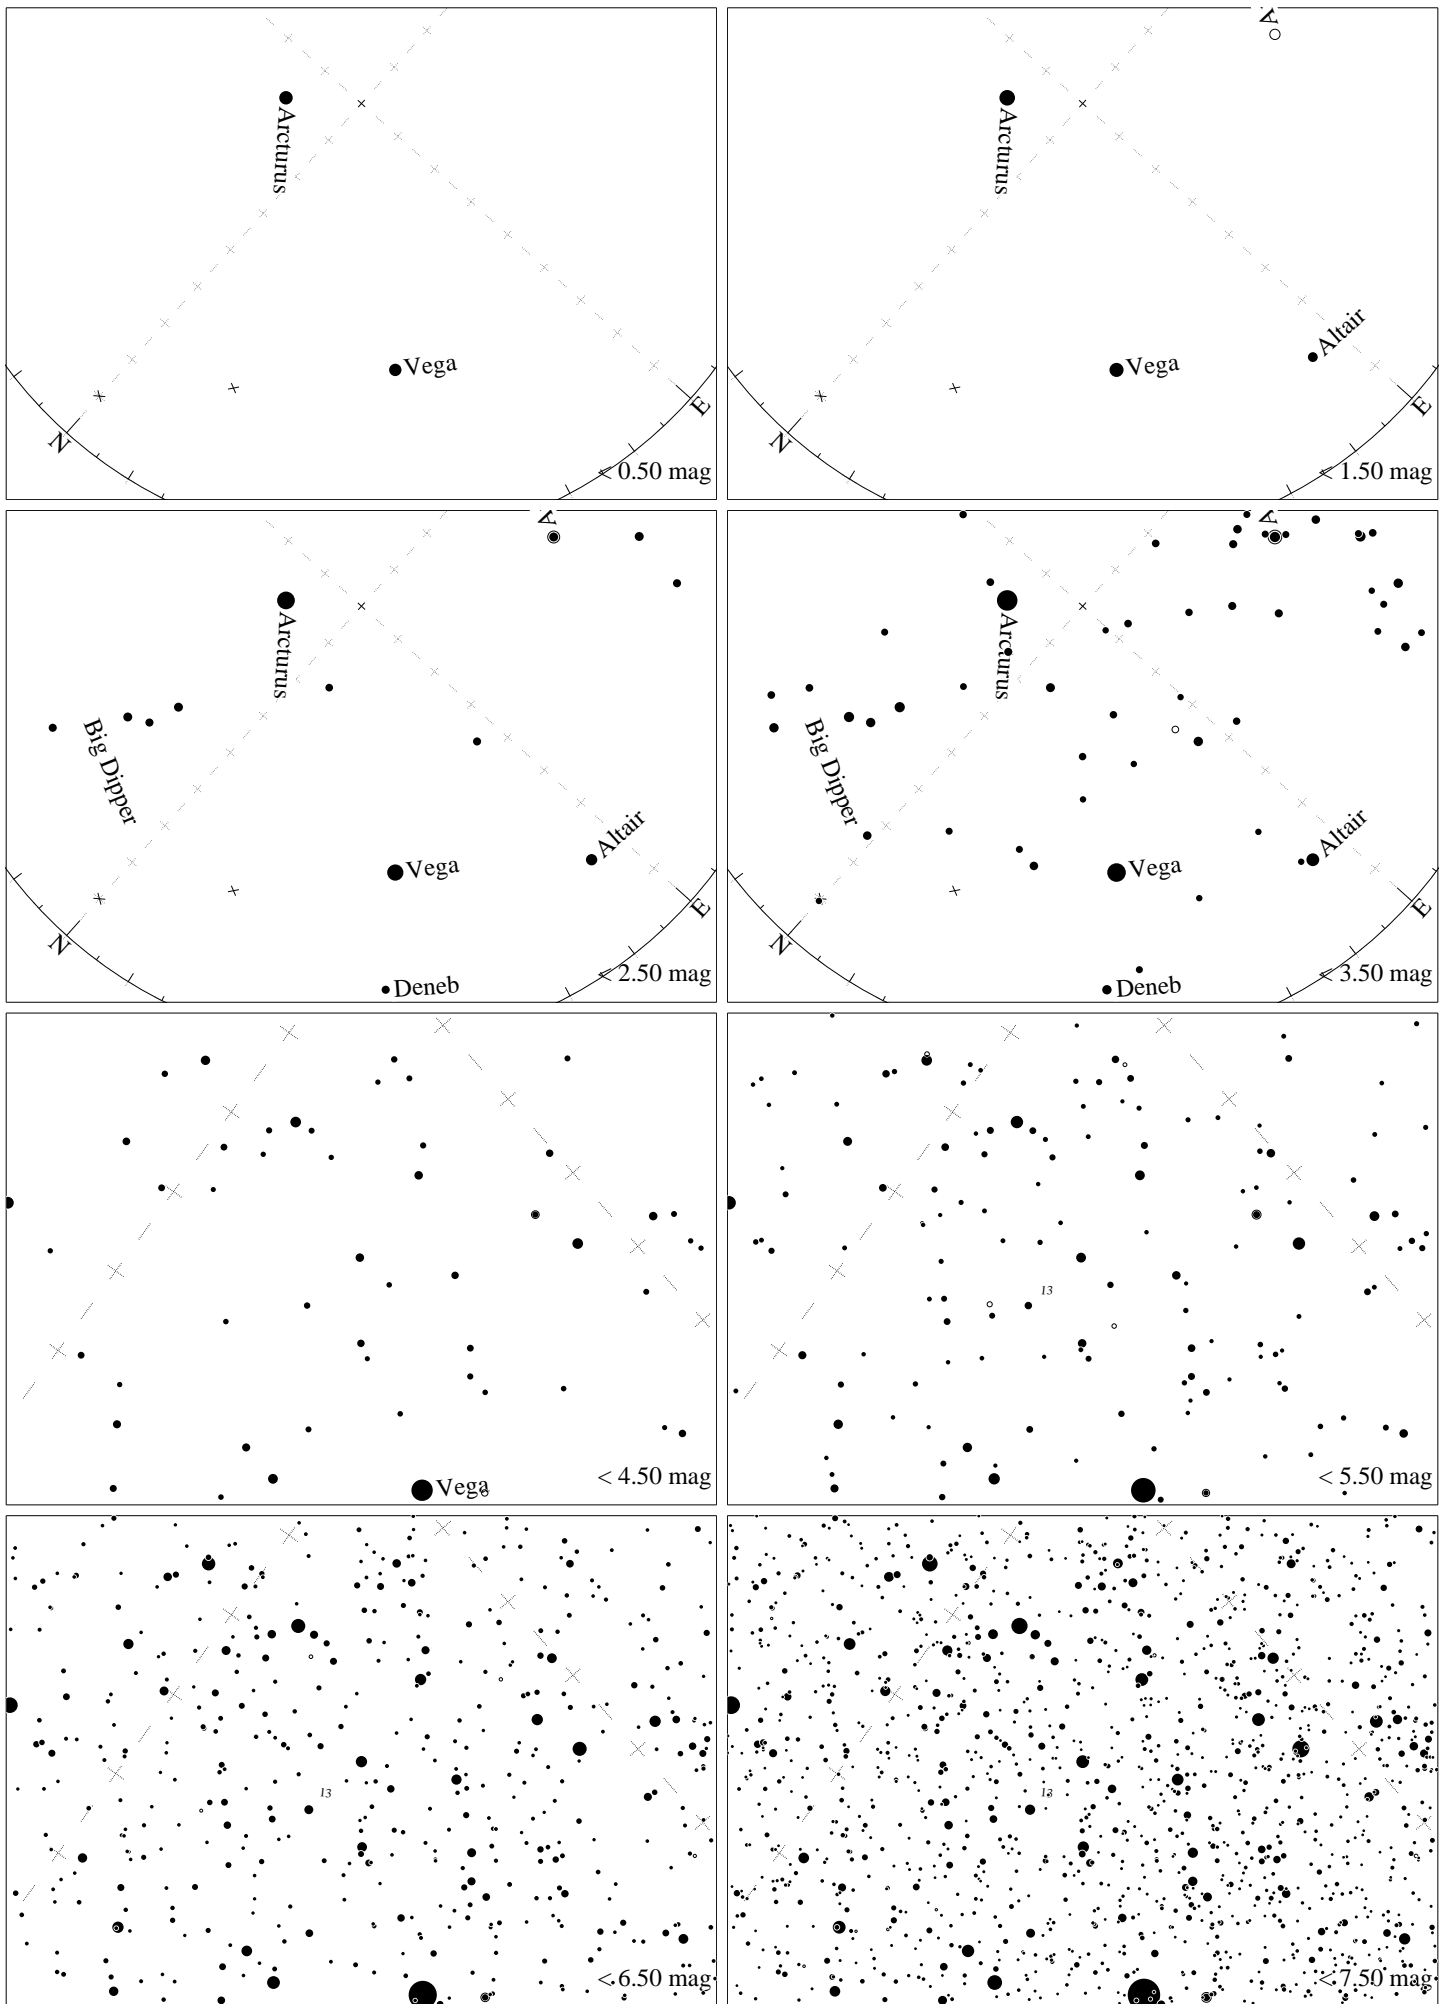 Arcturus
Vega
N
E
< 0.50 mag
A
Arcturus
Altair
Vega
N
E
< 1.50 mag
A
Arcturus
Big Dipper
Altair
Vega
N
E
Deneb
< 2.50 mag
A
Arcturus
Big Dipper
Altair
Vega
N
E
Deneb
< 3.50 mag
Vega
< 4.50 mag
13
< 5.50 mag
13
< 6.50 mag
13
< 7.50 mag